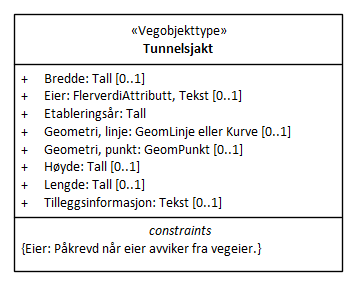 «Vegobjekttype»
Tunnelsjakt
+ Bredde: Tall [0..1]
+ Eier: FlerverdiAttributt, Tekst [0..1]
+ Etableringsår: Tall
+ Geometri, linje: GeomLinje eller Kurve [0..1]
+ Geometri, punkt: GeomPunkt [0..1]
+ Høyde: Tall [0..1]
+ Lengde: Tall [0..1]
+ Tilleggsinformasjon: Tekst [0..1]
constraints
{Eier: Påkrevd når eier avviker fra vegeier.}